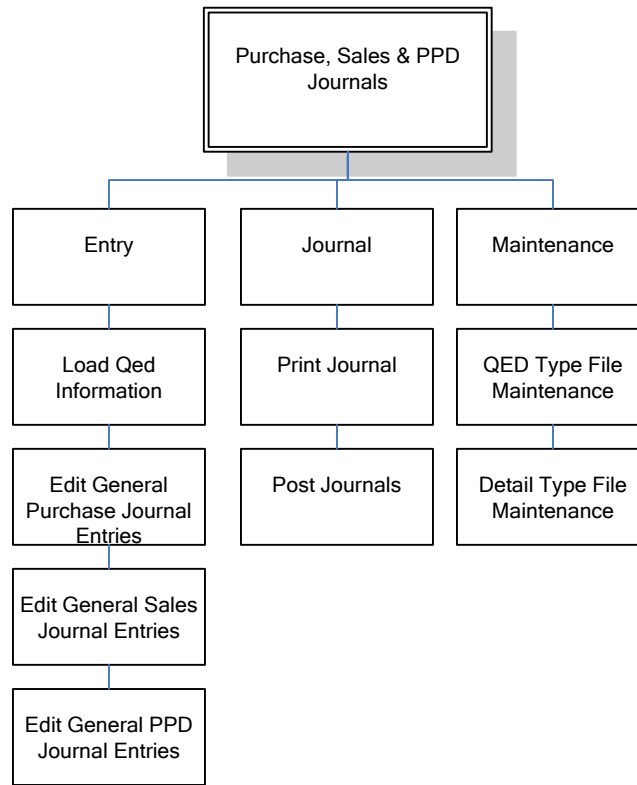 Purchase, Sales & PPD
Journals
Entry
Journal
Maintenance
Load Qed
Information
Print Journal
QED Type File
Maintenance
Edit General
Purchase Journal
Entries
Post Journals
Detail Type File
Maintenance
Edit General Sales
Journal Entries
Edit General PPD
Journal Entries